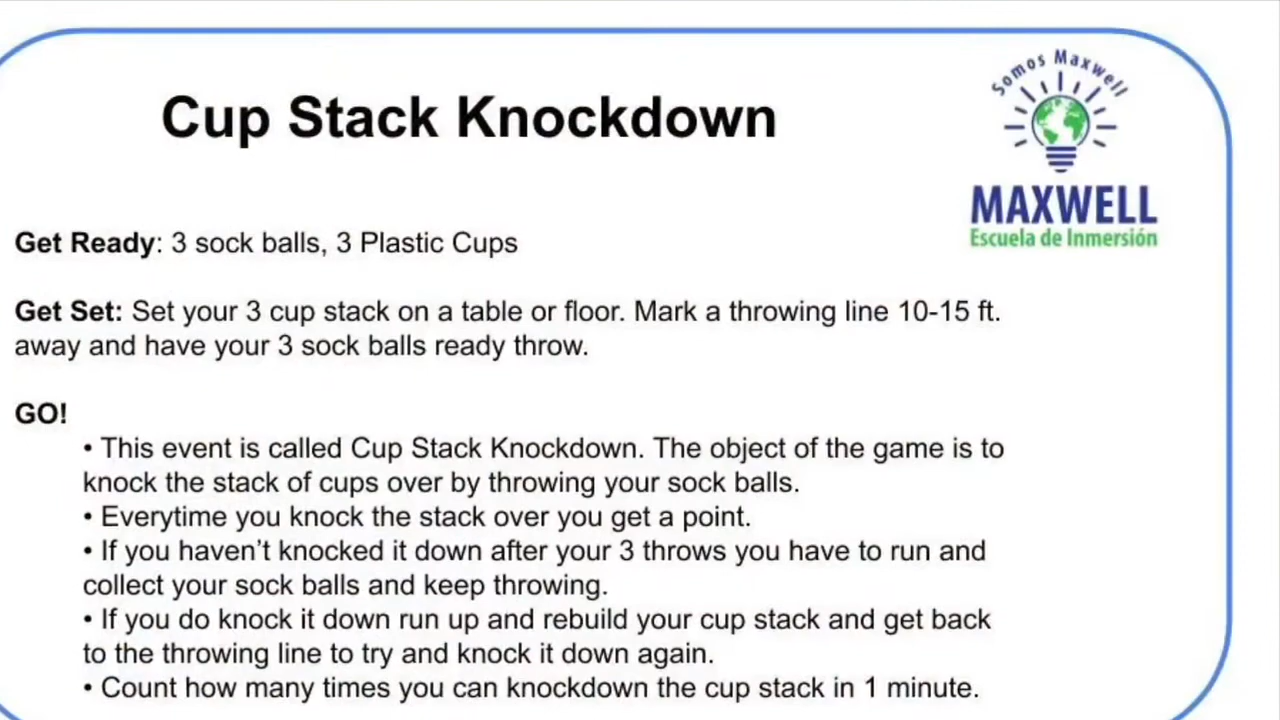 Somos Maxwell
Cup Stack Knockdown
MAXWELL
Escuela de Inmersión
Get Ready: 3 sock balls, 3 Plastic Cups
Get Set: Set your 3 cup stack on a table or floor. Mark a throwing line 10-15 ft.
away and have your 3 sock balls ready throw.
GO!
• This event is called Cup Stack Knockdown. The object of the game is to
knock the stack of cups over by throwing your sock balls.
• Everytime you knock the stack over you get a point.
• If you haven’t knocked it down after your 3 throws you have to run and
collect your sock balls and keep throwing.
• If you do knock it down run up and rebuild your cup stack and get back
to the throwing line to try and knock it down again.
• Count how many times you can knockdown the cup stack in 1 minute.